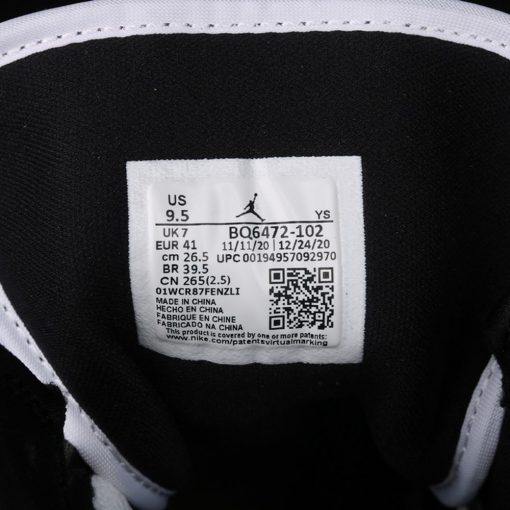 US
9.5
YS
UK 7
BQ6472-102
EUR 41
11/11/20 | 12/24/20
cm 26.5
UPC 00194957092970
BR 39.5
CN 265(2.5)
01WCR87FENZLI
MADE IN CHINA
HECHO EN CHINA
FABRIQUE EN CHINE
FABRICADO NA CHINA
This product is covered by one or more patents:
www.nike.com/patentsvirtualmarking